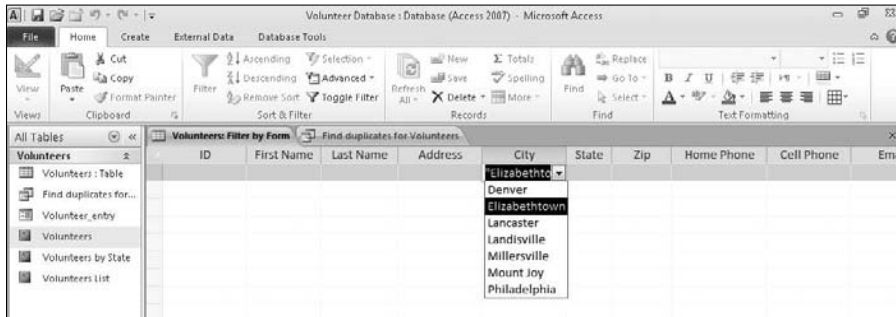 Volunteer Database : Database (Access 2007) - Microsoft Access
File Home Create External Data Database Tools
View Paste Cut Copy Format Painter
Filter Ascending Descending Remove Sort Selection Advanced Toggle Filter
Refresh All New Save Delete Totals Spelling More
Find Replace Go To Select
B I U
A
Views Clipboard Sort & Filter Records Find Text Formatting
All Tables Volunteers: Filter by Form Find duplicates for Volunteers
Volunteers ID First Name Last Name Address City State Zip Home Phone Cell Phone Em
Volunteers : Table "Elizabethto
Find duplicates for... Denver
Volunteer_entry Elizabethtown
Volunteers Lancaster
Landisville
Volunteers by State Millersville
Volunteers List Mount Joy
Philadelphia